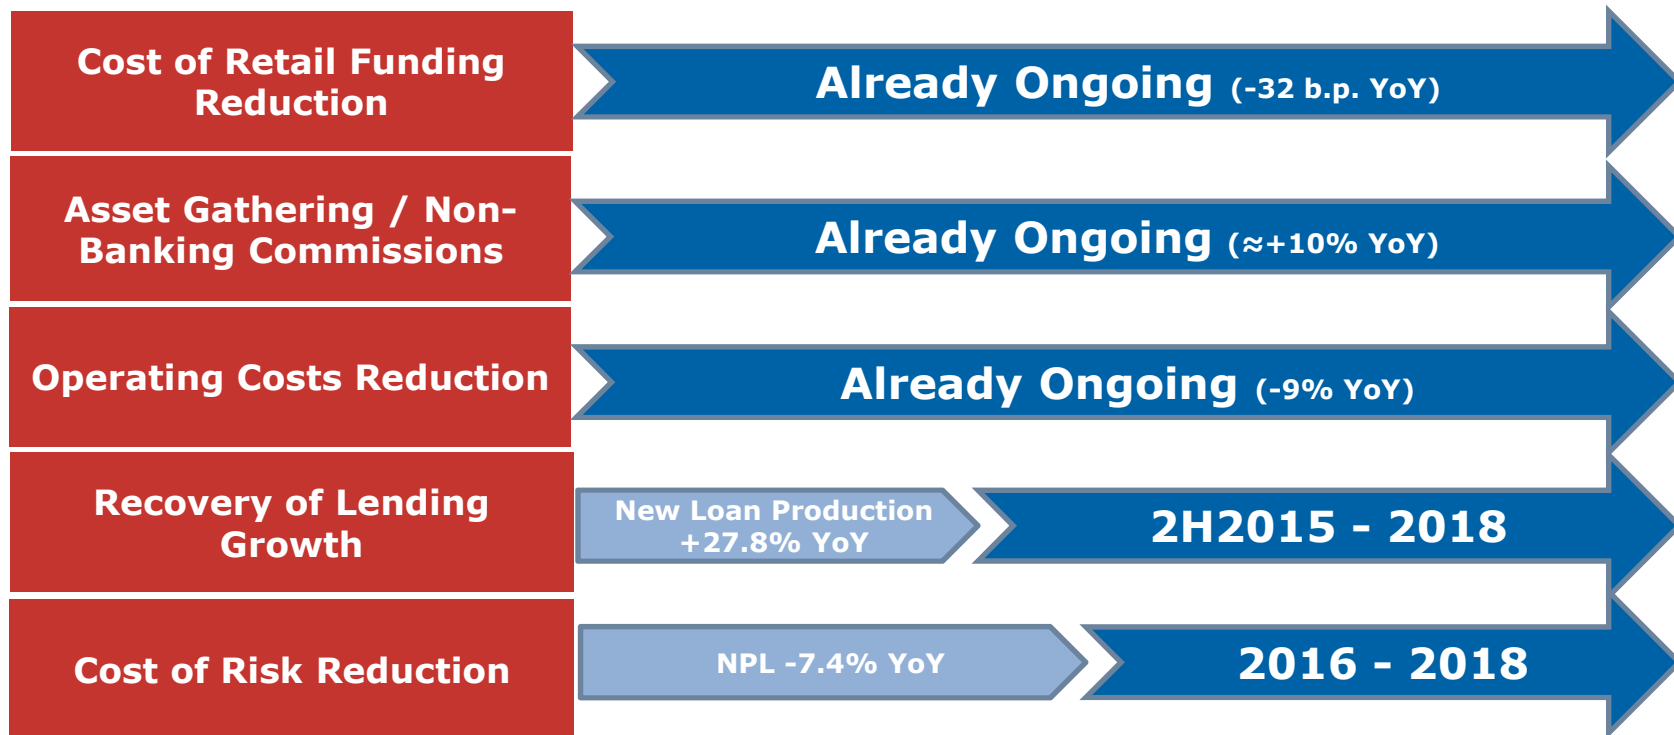 Cost of Retail Funding
Reduction
Already Ongoing (-32 b.p. YoY)
Asset Gathering / Non-
Banking Commissions
Already Ongoing (≈+10% YoY)
Operating Costs Reduction
Already Ongoing (-9% YoY)
Recovery of Lending
Growth
New Loan Production
+27.8% YoY
2H2015 - 2018
Cost of Risk Reduction
NPL -7.4% YoY
2016 - 2018